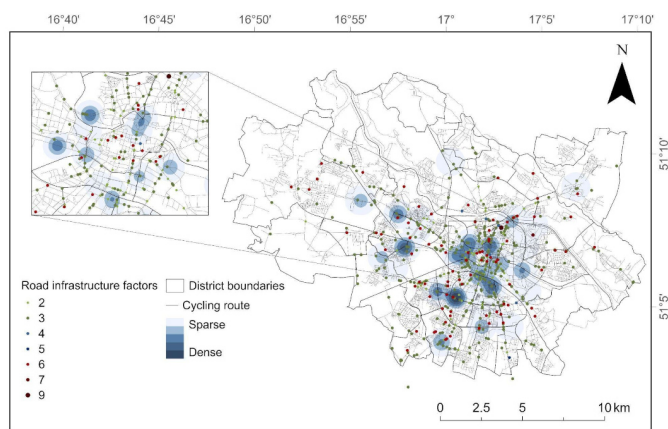 16°40' 16°45' 16°50' 16°55' 17° 17°5' 17°10'
N
51°10'
51°5'
Road infrastructure factors
2
3
4
5
6
7
9
District boundaries
Cycling route
Sparse
Dense
0 2.5 5 10 km